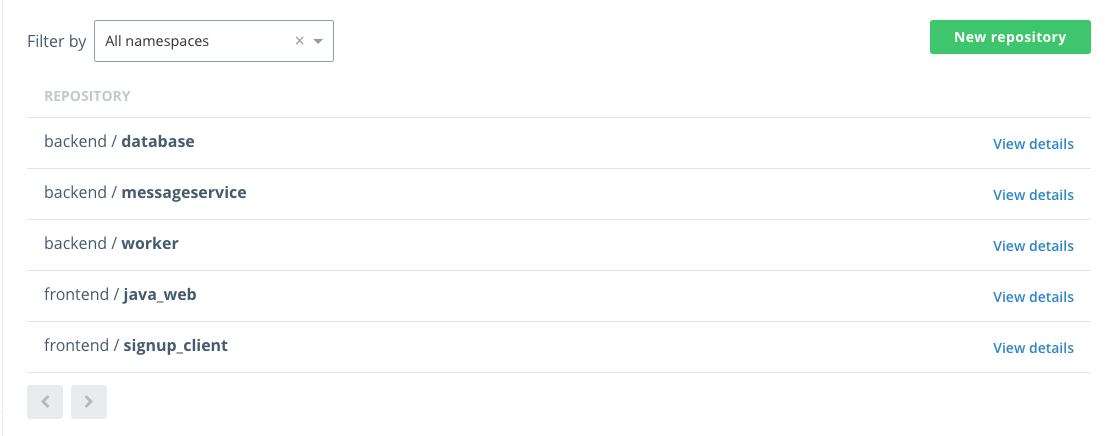 Filter by All namespaces × New repository
REPOSITORY
backend / database View details
backend / messageservice View details
backend / worker View details
frontend / java_web View details
frontend / signup_client View details